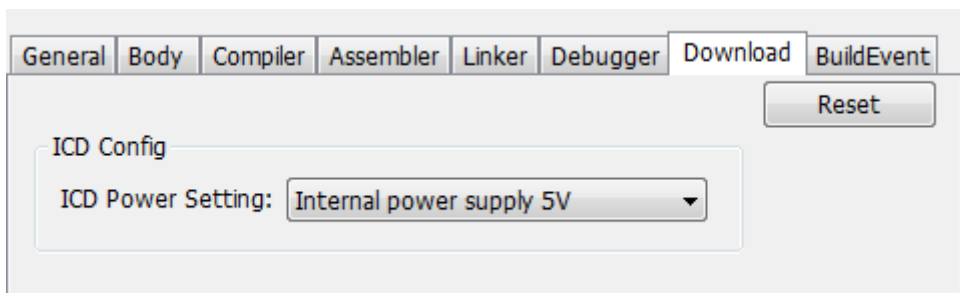 General Body Compiler Assembler Linker Debugger Download BuildEvent
Reset
ICD Config
ICD Power Setting: Internal power supply 5V